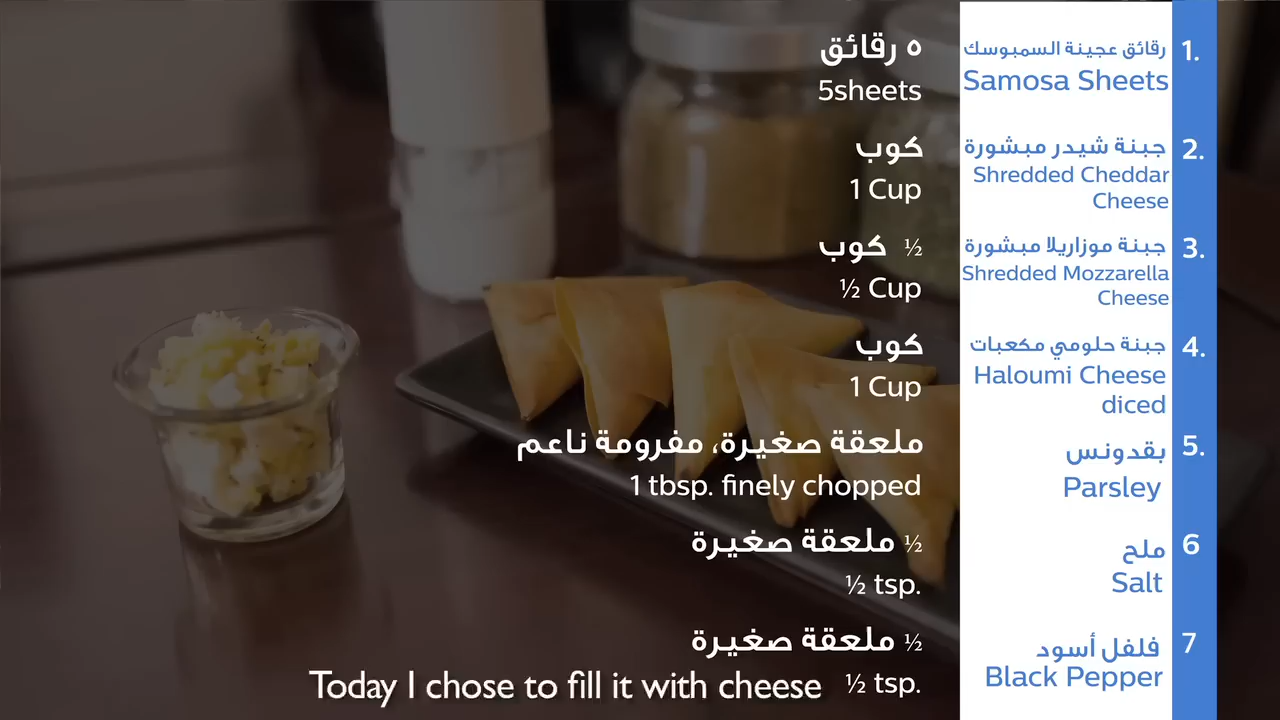 1.
رقائق عجينة السمبوسك
Samosa Sheets
٥ رقائق
5sheets
2.
جبنة شيدر مبشورة
Shredded Cheddar
Cheese
كوب
1 Cup
3.
جبنة موزاريلا مبشورة
Shredded Mozzarella
Cheese
½ كوب
½ Cup
4.
جبنة حلومي مكعبات
Haloumi Cheese
diced
كوب
1 Cup
5.
بقدونس
Parsley
ملعقة صغيرة، مفرومة ناعم
1 tbsp. finely chopped
6
ملح
Salt
½ ملعقة صغيرة
½ tsp.
7
فلفل أسود
Black Pepper
½ ملعقة صغيرة
½ tsp.
Today I chose to fill it with cheese